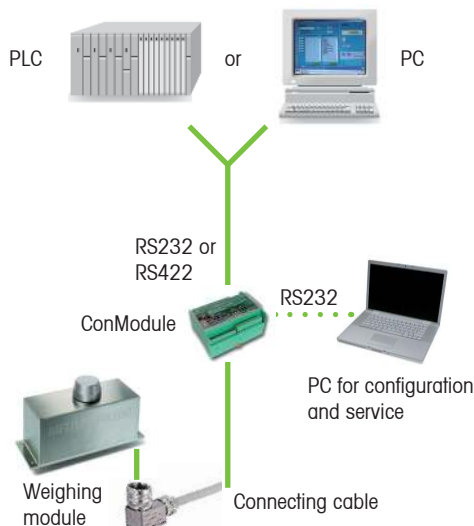 PLC
or
PC
RS232 or
RS422
RS232
ConModule
PC for configuration
and service
Weighing
module
Connecting cable